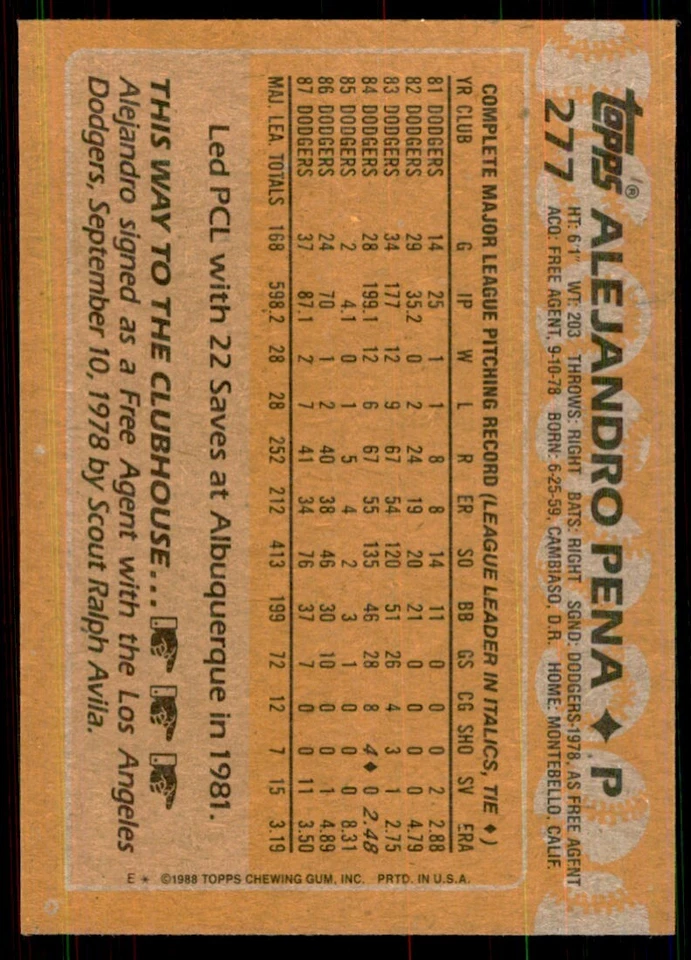 topps® ALEJANDRO PENA ♦ P
277 HT: 6'1" WT: 203 THROWS: RIGHT BATS: RIGHT SGND: DODGERS-1978, AS FREE AGENT
ACQ: FREE AGENT, 9-10-78 BORN: 6-25-59, CAMBIASO, D.R. HOME: MONTEBELLO, CALIF.
COMPLETE MAJOR LEAGUE PITCHING RECORD (LEAGUE LEADER IN ITALICS, TIE ♦)
YR CLUB G IP W L R ER SO BB GS CG SHO SV ERA
81 DODGERS 14 25 1 1 8 8 14 11 0 0 0 2 2.88
82 DODGERS 29 35.2 0 2 24 19 20 21 0 0 0 0 4.79
83 DODGERS 34 177 12 9 67 54 120 51 26 4 3 1 2.75
84 DODGERS 28 199.1 12 6 67 55 135 46 28 8 4♦ 0 2.48
85 DODGERS 2 4.1 0 1 5 4 2 3 1 0 0 0 8.31
86 DODGERS 24 70 1 2 40 38 46 30 10 0 0 1 4.89
87 DODGERS 37 87.1 2 7 41 34 76 37 7 0 0 11 3.50
MAJ. LEA. TOTALS 168 598.2 28 28 252 212 413 199 72 12 7 15 3.19
Led PCL with 22 Saves at Albuquerque in 1981.
THIS WAY TO THE CLUBHOUSE...
Alejandro signed as a Free Agent with the Los Angeles
Dodgers, September 10, 1978 by Scout Ralph Avila.
E * ©1988 TOPPS CHEWING GUM, INC. PRTD. IN U.S.A.